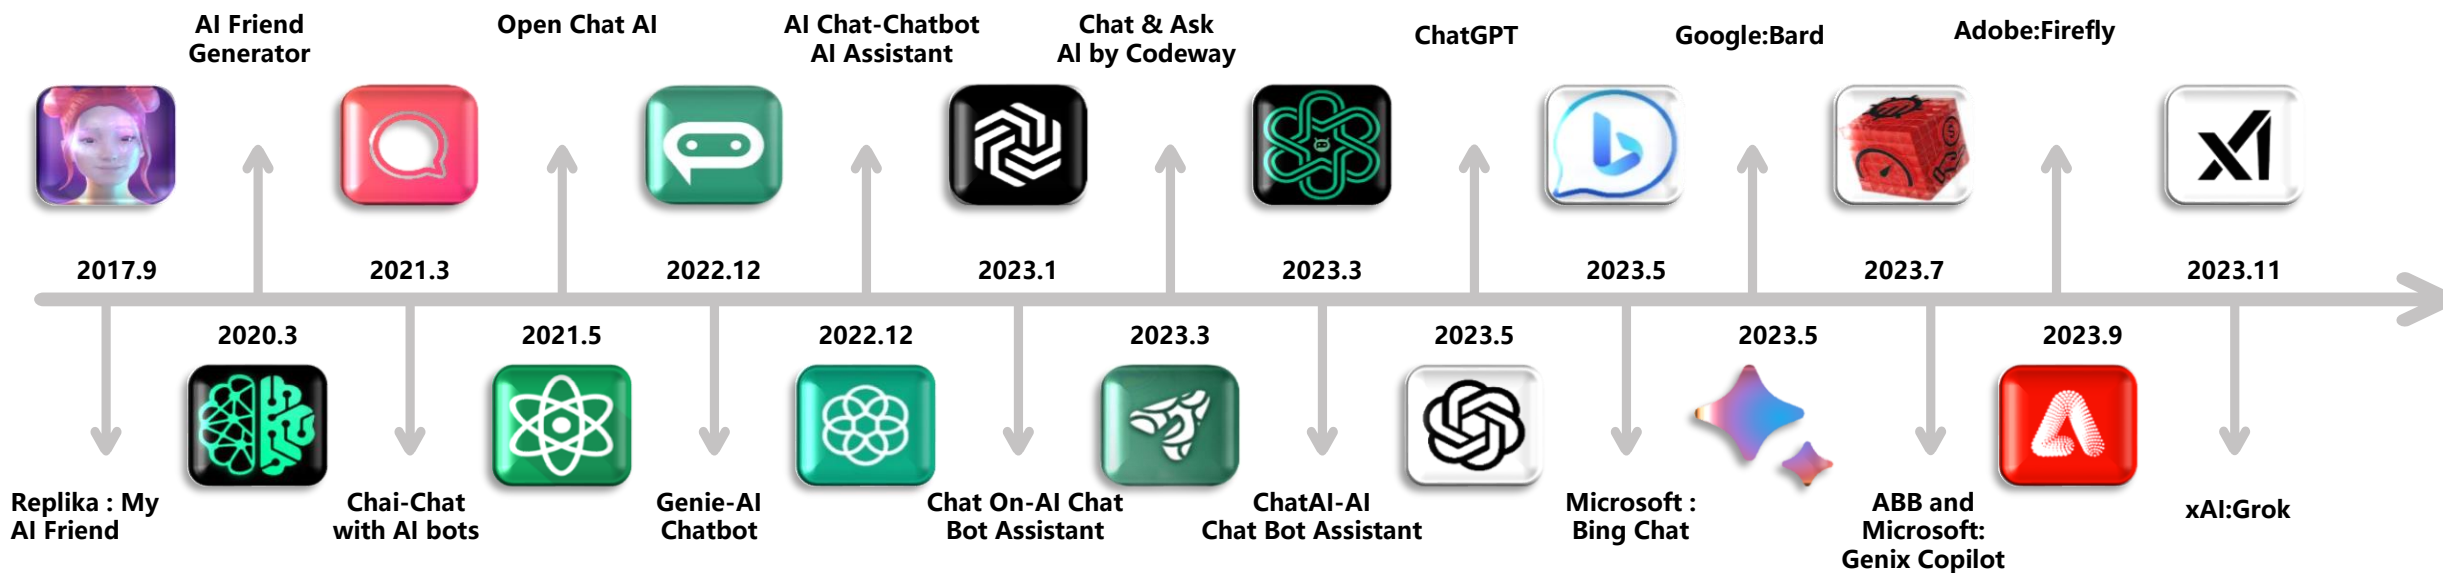 AI Friend
Generator
Open Chat AI
AI Chat-Chatbot
AI Assistant
Chat & Ask
Al by Codeway
ChatGPT
Google:Bard
Adobe:Firefly
2017.9
2021.3
2022.12
2023.1
2023.3
2023.5
2023.7
2023.11
2020.3
2021.5
2022.12
2023.3
2023.5
2023.5
2023.9
Replika : My
AI Friend
Chai-Chat
with AI bots
Genie-AI
Chatbot
Chat On-AI Chat
Bot Assistant
ChatAI-AI
Chat Bot Assistant
Microsoft :
Bing Chat
ABB and
Microsoft:
Genix Copilot
xAI:Grok